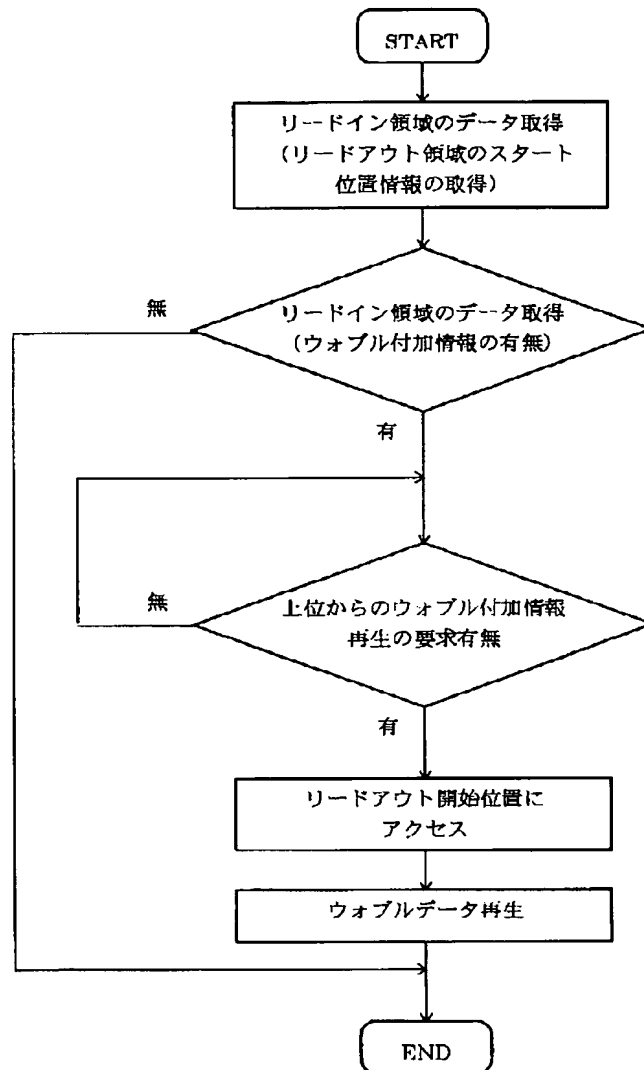 START
リードイン領域のデータ取得
(リードアウト領域のスタート
位置情報の取得)
リードイン領域のデータ取得
(ウォブル付加情報の有無)
無
有
上位からのウォブル付加情報
再生の要求有無
無
有
リードアウト開始位置に
アクセス
ウォブルデータ再生
END